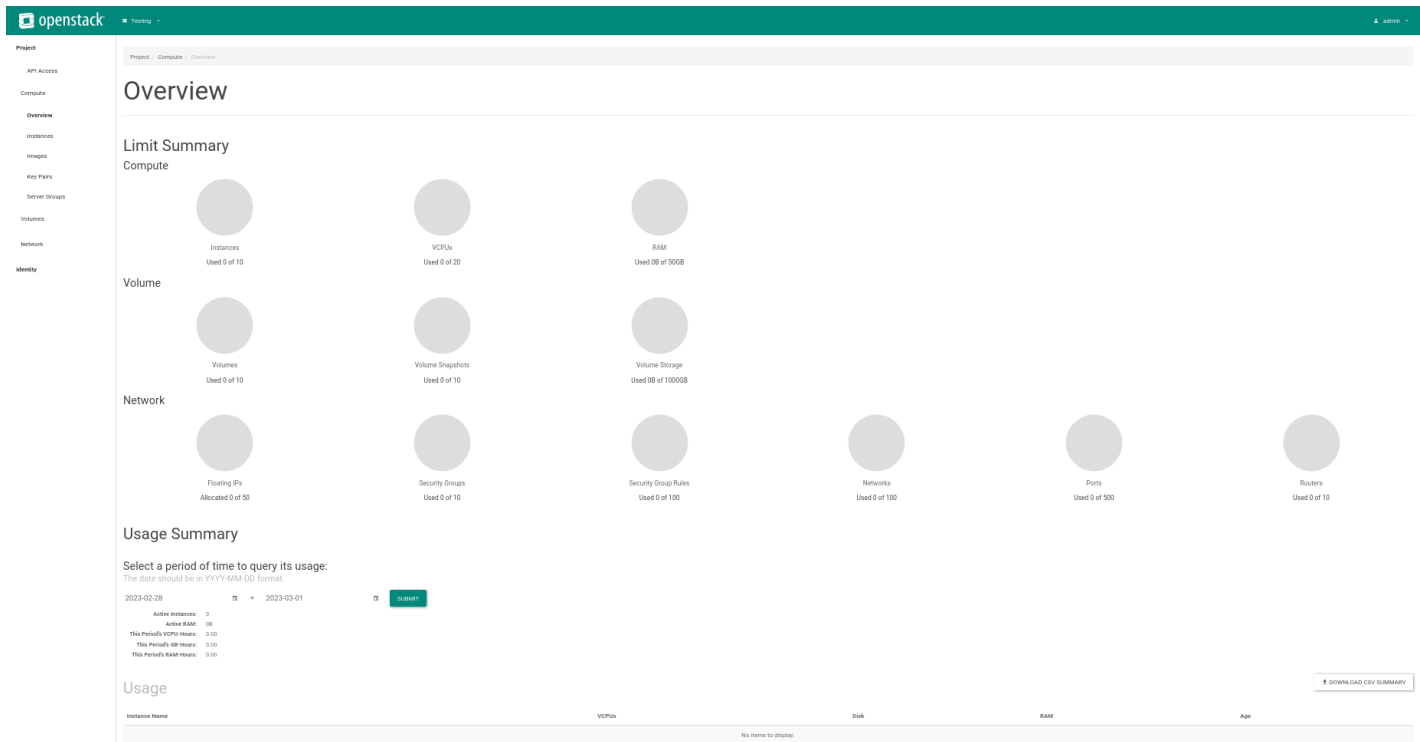 openstack Testing admin
Project
API Access
Compute
Overview
Instances
Images
Key Pairs
Server Groups
Volumes
Network
Identity
Project / Compute / Overview
Overview
Limit Summary
Compute
Instances VCPUs RAM
Used 0 of 10 Used 0 of 20 Used 0B of 50GB
Volume
Volumes Volume Snapshots Volume Storage
Used 0 of 10 Used 0 of 10 Used 0B of 1000GB
Network
Floating IPs Security Groups Security Group Rules Networks Ports Routers
Allocated 0 of 50 Used 0 of 10 Used 0 of 100 Used 0 of 100 Used 0 of 500 Used 0 of 10
Usage Summary
Select a period of time to query its usage:
The date should be in YYYY-MM-DD format.
2023-02-28 → 2023-03-01 SUBMIT
Active Instances: 0
Active RAM: 0B
This Period's VCPU-Hours: 0.00
This Period's GB-Hours: 0.00
This Period's RAM-Hours: 0.00
Usage
DOWNLOAD CSV SUMMARY
Instance Name VCPUs Disk RAM Age
No items to display.